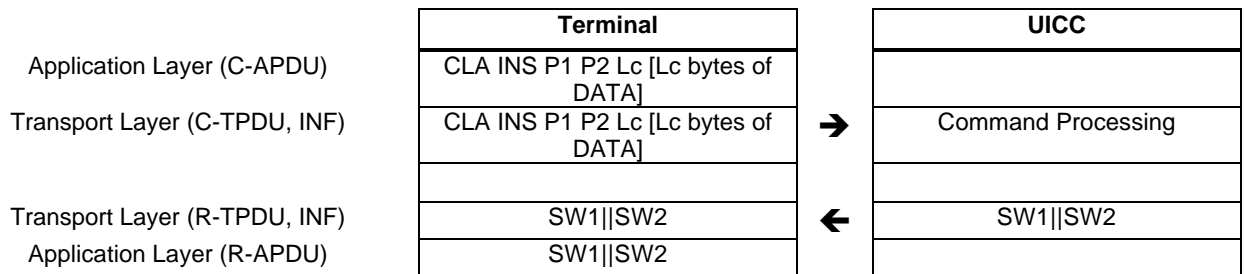 Terminal UICC
Application Layer (C-APDU) CLA INS P1 P2 Lc [Lc bytes of
DATA]
Transport Layer (C-TPDU, INF) CLA INS P1 P2 Lc [Lc bytes of ➔ Command Processing
DATA]
Transport Layer (R-TPDU, INF) SW1||SW2 🡸 SW1||SW2
Application Layer (R-APDU) SW1||SW2